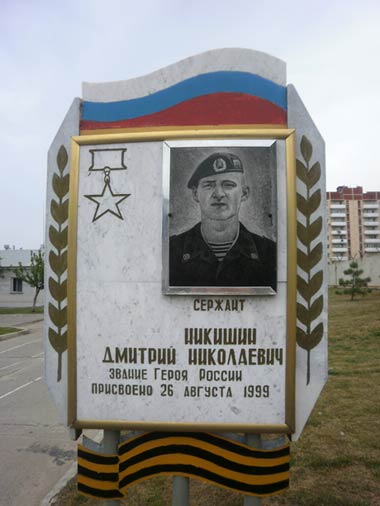 СЕРЖАНТ
НИКИШИН
ДМИТРИЙ НИКОЛАЕВИЧ
ЗВАНИЕ ГЕРОЯ РОССИИ
ПРИСВОЕНО 26 АВГУСТА 1999